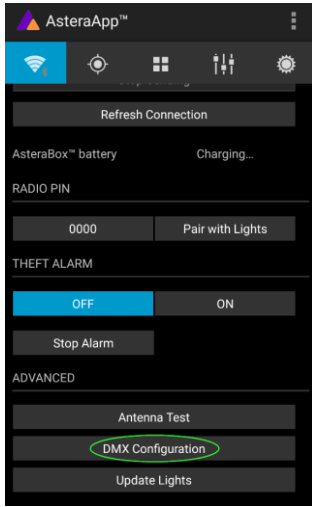 AsteraApp™
Refresh Connection
AsteraBox™ battery Charging...
RADIO PIN
0000 Pair with Lights
THEFT ALARM
OFF ON
Stop Alarm
ADVANCED
Antenna Test
DMX Configuration
Update Lights